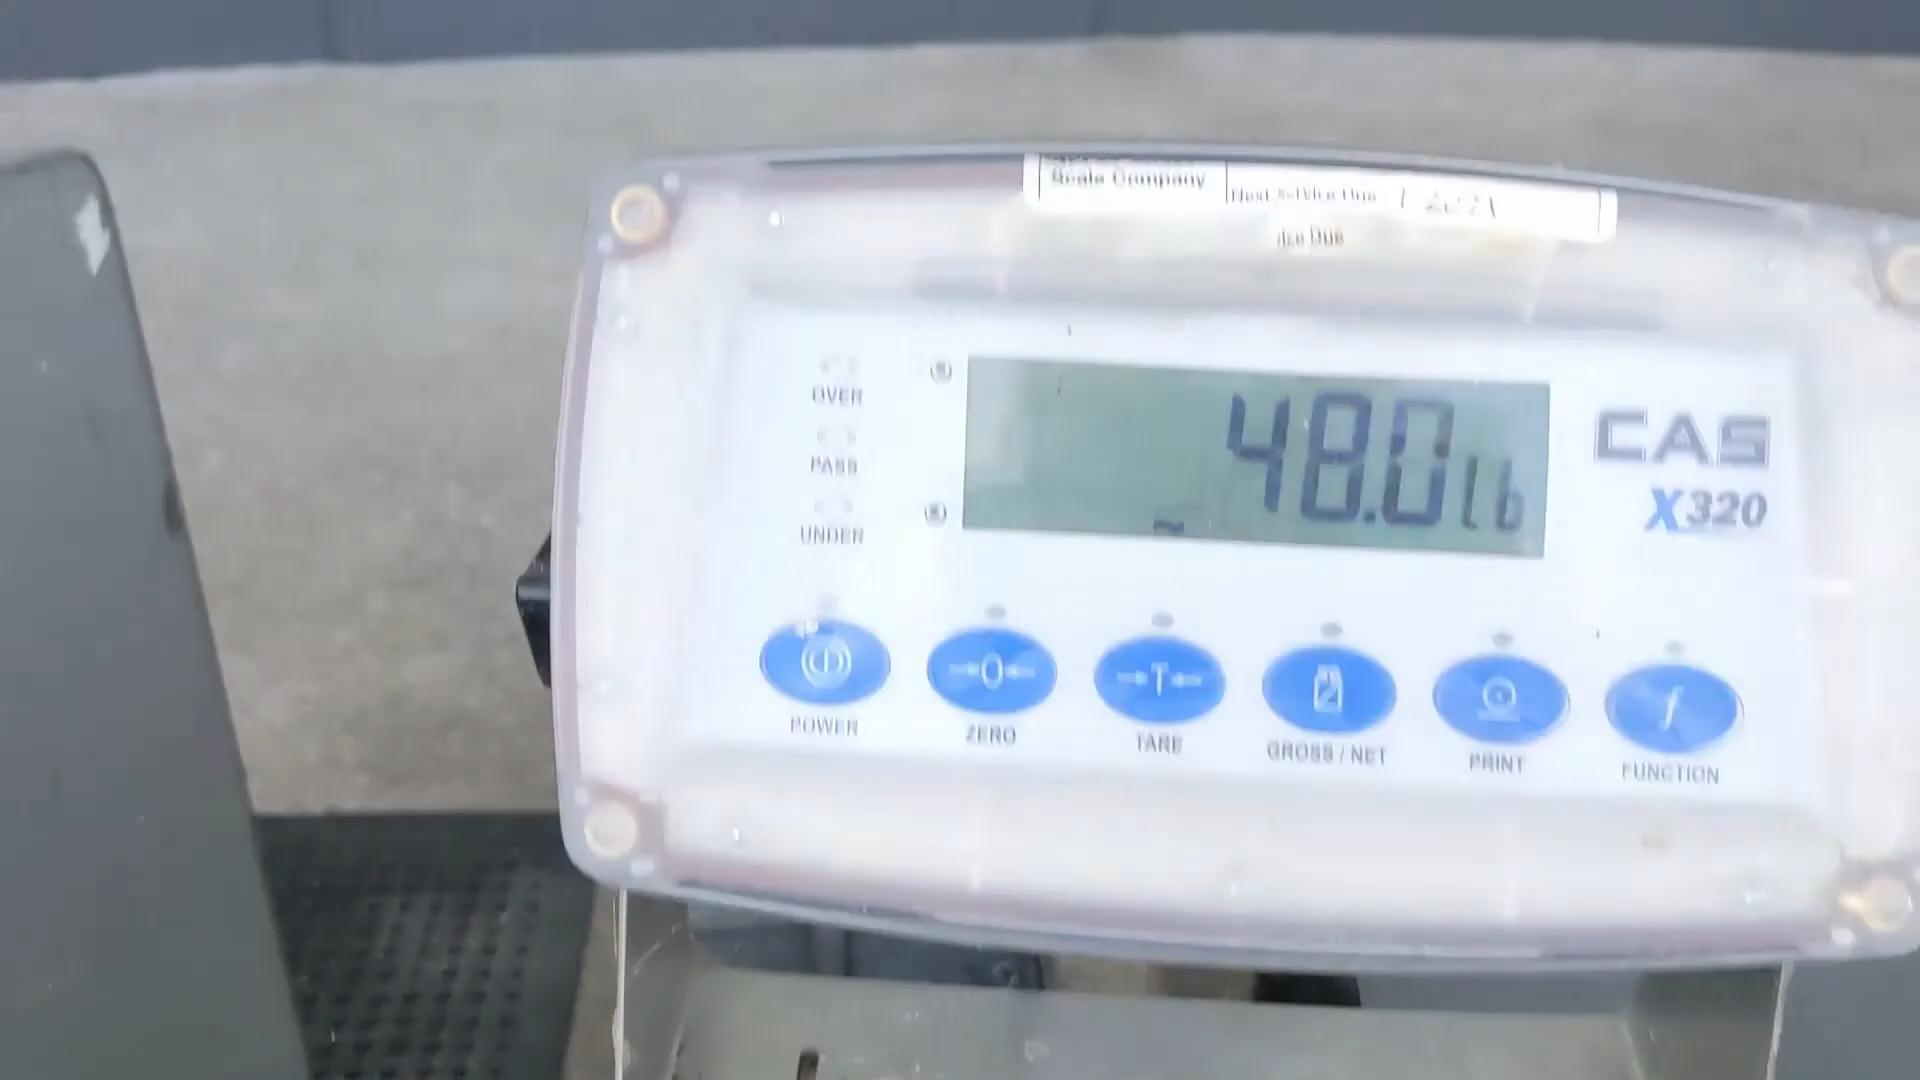 Scale Company
Next Service Due
ice Due
OVER
PASS
UNDER
48.0 lb
CAS
X320
POWER
ZERO
TARE
GROSS / NET
PRINT
FUNCTION